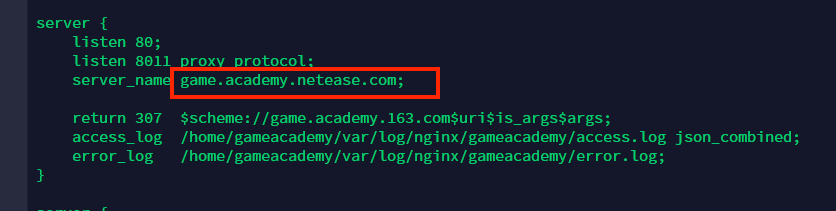 server {
listen 80;
listen 8011 proxy_protocol;
server_name game.academy.netease.com;
return 307 $scheme://game.academy.163.com$uri$is_args$args;
access_log /home/gameacademy/var/log/nginx/gameacademy/access.log json_combined;
error_log /home/gameacademy/var/log/nginx/gameacademy/error.log;
}
server {